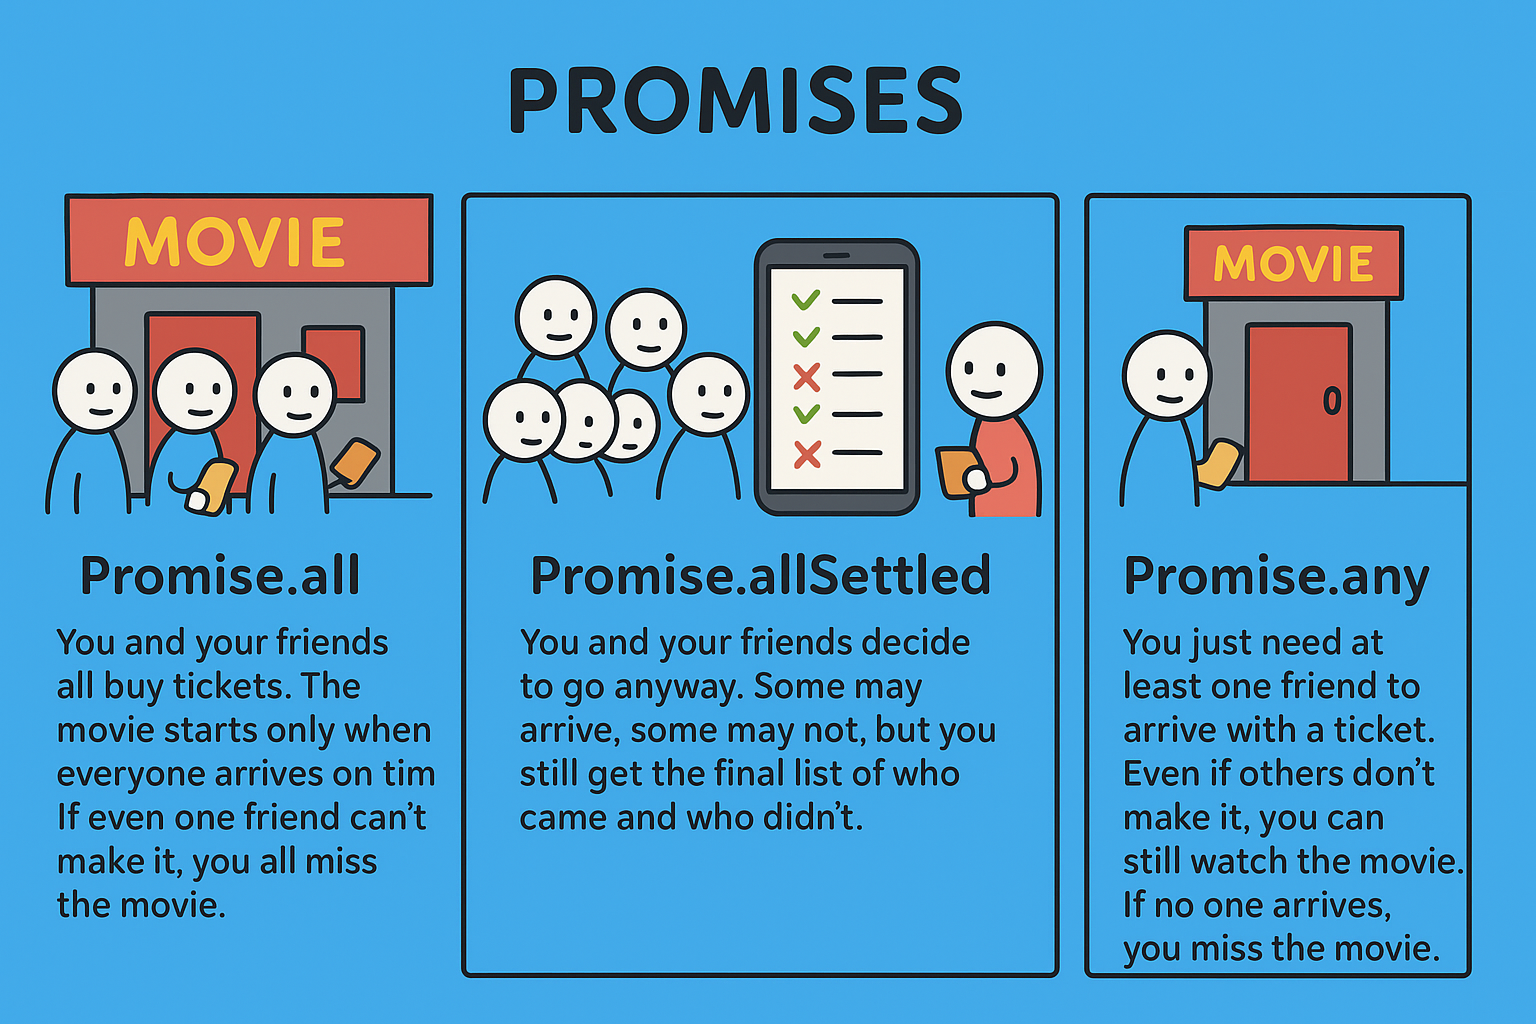 PROMISES
MOVIE
Promise.all
You and your friends
all buy tickets. The
movie starts only when
everyone arrives on tim
If even one friend can't
make it, you all miss
the movie.
Promise.allSettled
You and your friends decide
to go anyway. Some may
arrive, some may not, but you
still get the final list of who
came and who didn't.
MOVIE
Promise.any
You just need at
least one friend to
arrive with a ticket.
Even if others don't
make it, you can
still watch the movie.
If no one arrives,
you miss the movie.